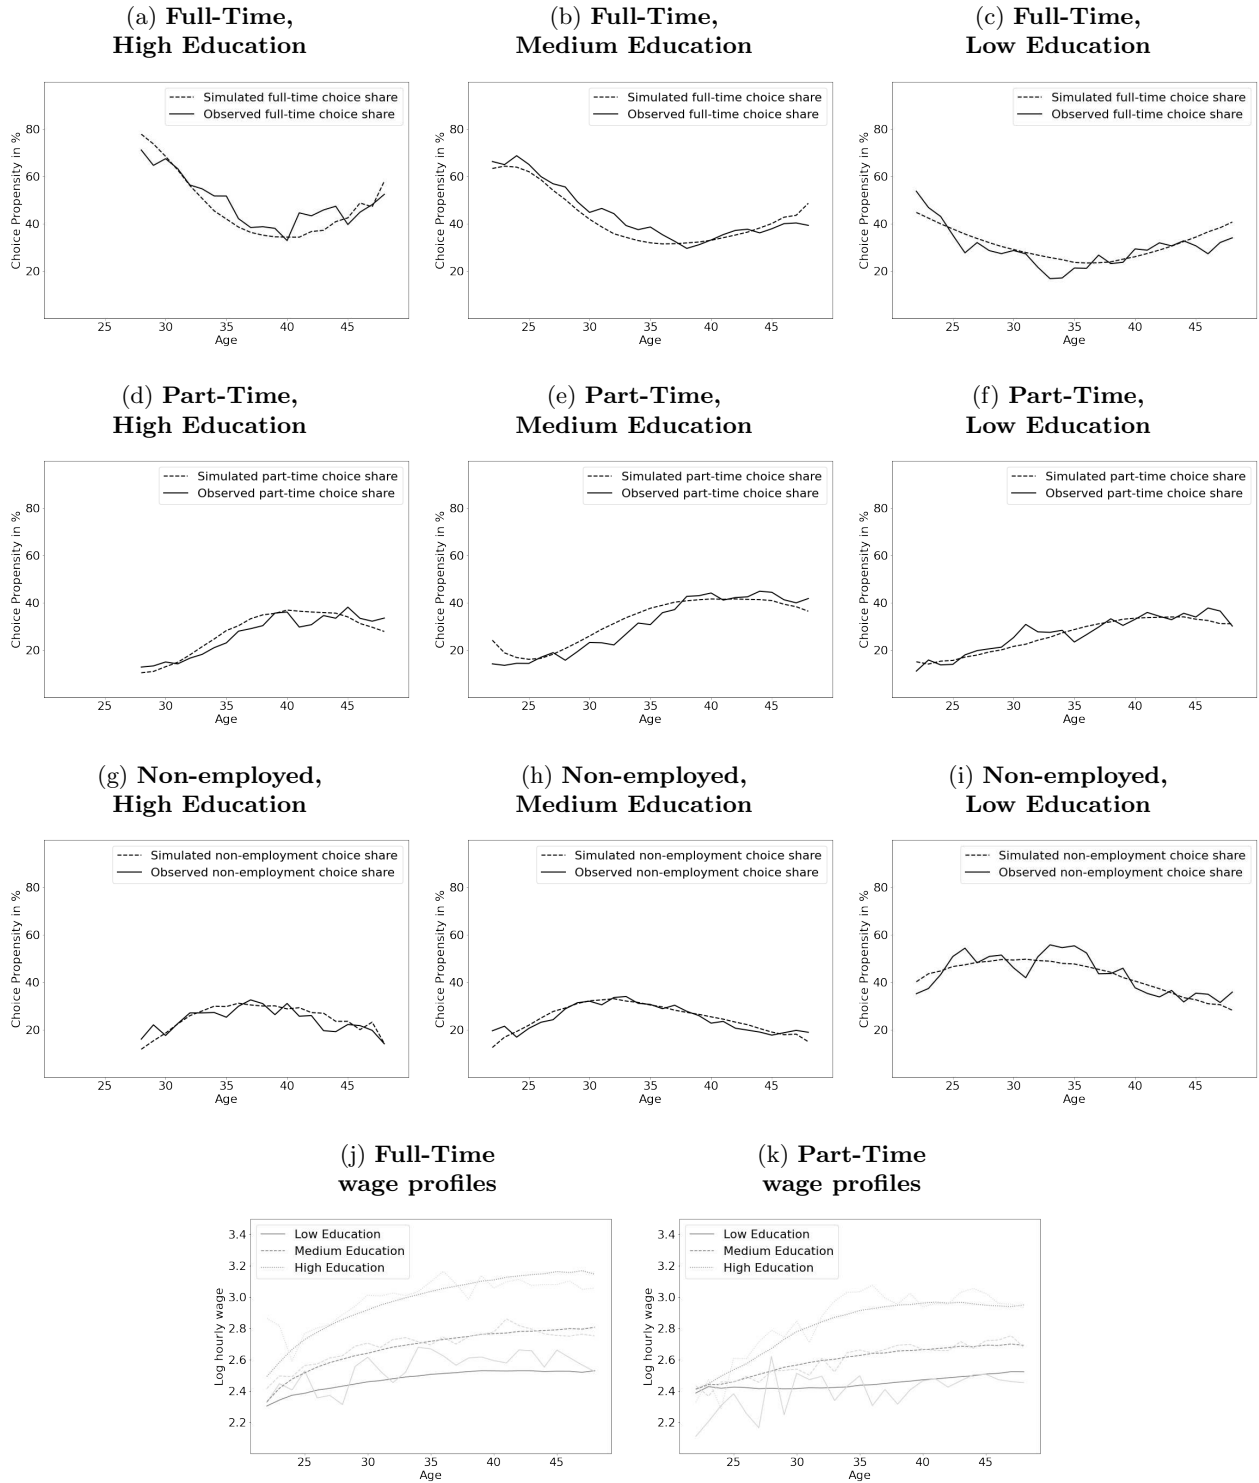 (a) Full-Time,
High Education
(b) Full-Time,
Medium Education
(c) Full-Time,
Low Education
Simulated full-time choice share
Observed full-time choice share
Choice Propensity in %
80
60
40
20
25 30 35 40 45
Age
Simulated full-time choice share
Observed full-time choice share
Choice Propensity in %
80
60
40
20
25 30 35 40 45
Age
Simulated full-time choice share
Observed full-time choice share
Choice Propensity in %
80
60
40
20
25 30 35 40 45
Age
(d) Part-Time,
High Education
(e) Part-Time,
Medium Education
(f) Part-Time,
Low Education
Simulated part-time choice share
Observed part-time choice share
Choice Propensity in %
80
60
40
20
25 30 35 40 45
Age
Simulated part-time choice share
Observed part-time choice share
Choice Propensity in %
80
60
40
20
25 30 35 40 45
Age
Simulated part-time choice share
Observed part-time choice share
Choice Propensity in %
80
60
40
20
25 30 35 40 45
Age
(g) Non-employed,
High Education
(h) Non-employed,
Medium Education
(i) Non-employed,
Low Education
Simulated non-employment choice share
Observed non-employment choice share
Choice Propensity in %
80
60
40
20
25 30 35 40 45
Age
Simulated non-employment choice share
Observed non-employment choice share
Choice Propensity in %
80
60
40
20
25 30 35 40 45
Age
Simulated non-employment choice share
Observed non-employment choice share
Choice Propensity in %
80
60
40
20
25 30 35 40 45
Age
(j) Full-Time
wage profiles
(k) Part-Time
wage profiles
Low Education
Medium Education
High Education
Log hourly wage
3.4
3.2
3.0
2.8
2.6
2.4
2.2
25 30 35 40 45
Age
Low Education
Medium Education
High Education
Log hourly wage
3.4
3.2
3.0
2.8
2.6
2.4
2.2
25 30 35 40 45
Age